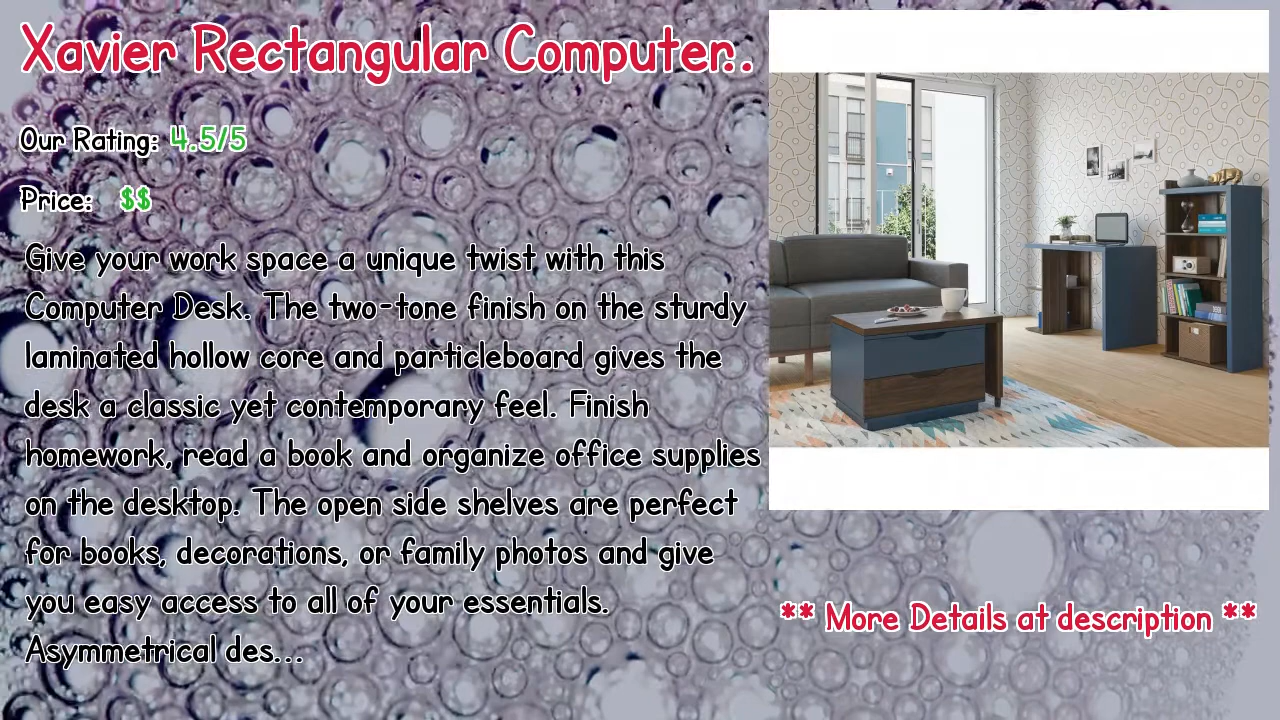 Xavier Rectangular Computer..
Our Rating: 4.5/5
Price: $$
Give your work space a unique twist with this
Computer Desk. The two-tone finish on the sturdy
laminated hollow core and particleboard gives the
desk a classic yet contemporary feel. Finish
homework, read a book and organize office supplies
on the desktop. The open side shelves are perfect
for books, decorations, or family photos and give
you easy access to all of your essentials.
Asymmetrical des...
** More Details at description **